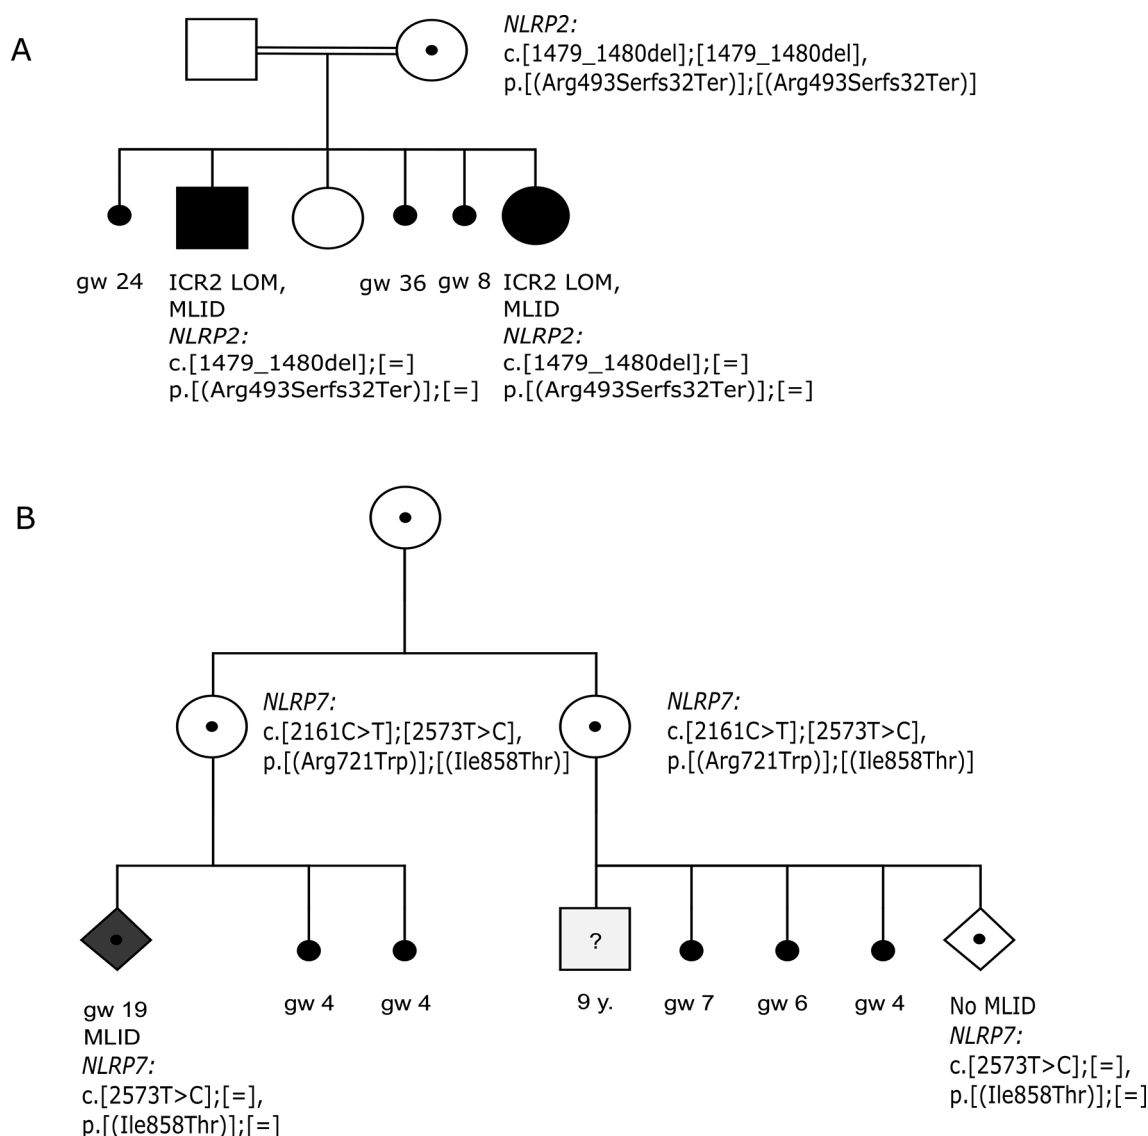 A
NLRP2:
c.[1479_1480del];[1479_1480del],
p.[(Arg493Serfs32Ter)];[(Arg493Serfs32Ter)]
gw 24
ICR2 LOM,
MLID
NLRP2:
c.[1479_1480del];[=]
p.[(Arg493Serfs32Ter)];[=]
gw 36
gw 8
ICR2 LOM,
MLID
NLRP2:
c.[1479_1480del];[=]
p.[(Arg493Serfs32Ter)];[=]
B
NLRP7:
c.[2161C>T];[2573T>C],
p.[(Arg721Trp)];[(Ile858Thr)]
NLRP7:
c.[2161C>T];[2573T>C],
p.[(Arg721Trp)];[(Ile858Thr)]
gw 19
MLID
NLRP7:
c.[2573T>C];[=],
p.[(Ile858Thr)];[=]
gw 4
gw 4
?
9 y.
gw 7
gw 6
gw 4
No MLID
NLRP7:
c.[2573T>C];[=],
p.[(Ile858Thr)];[=]